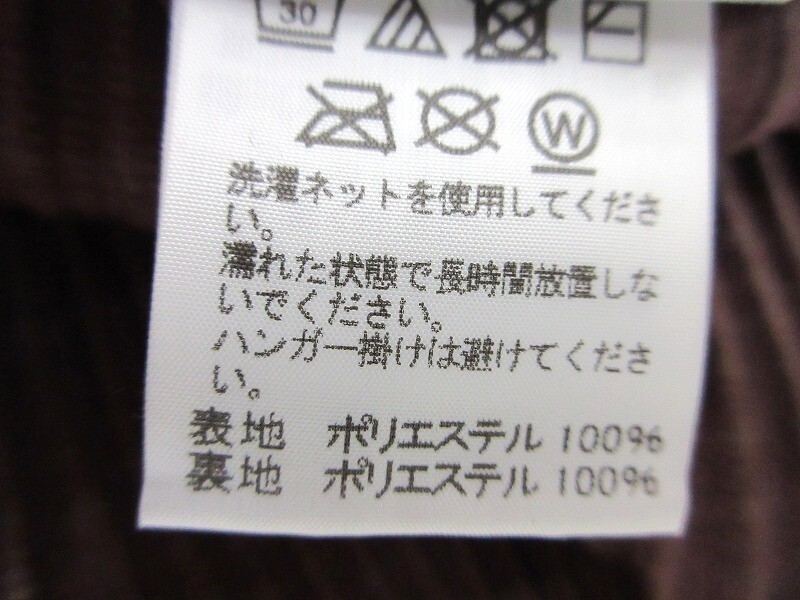 30
W
洗濯ネットを使用してくださ
い。
濡れた状態で長時間放置しな
いでください。
ハンガー掛けは避けてくださ
い。
表地 ポリエステル 100%
裏地 ポリエステル 100%